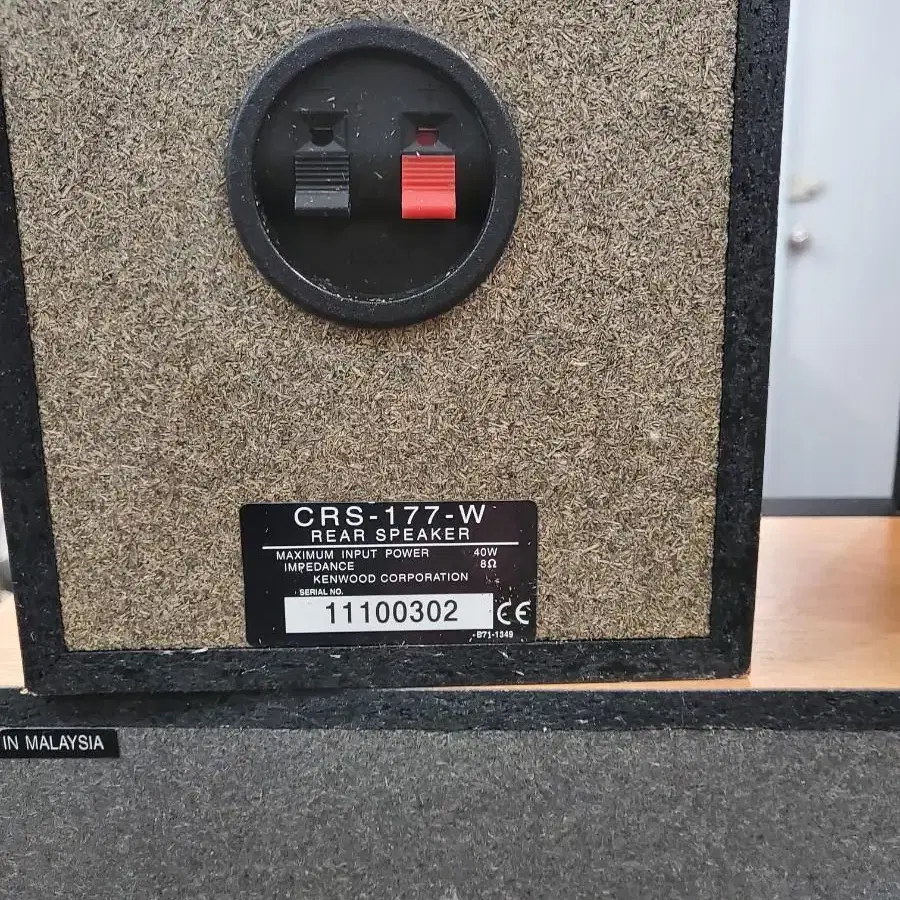 CRS-177-W
REAR SPEAKER
MAXIMUM INPUT POWER 40W
IMPEDANCE 8Ω
KENWOOD CORPORATION
SERIAL NO.
11100302 CE
B71-1349
IN MALAYSIA